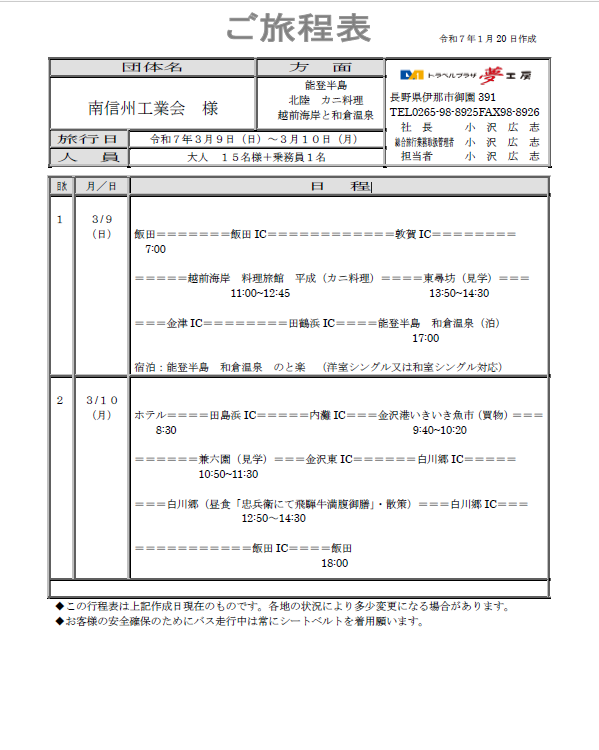 ご旅程表
令和７年１月 20 日作成
団体名
方 面
南信州工業会 様
能登半島
北陸 カニ料理
越前海岸と和倉温泉
トラベルプラザ 夢工房
長野県伊那市御園 391
TEL0265-98-8925FAX98-8926
社 長 小 沢 広 志
総合旅行業務取扱管理者 小 沢 広 志
担当者 小 沢 広 志
旅行日
令和７年３月９日（日）～３月１０日（月）
人 員
大人 １５名様＋乗務員１名
日数
月／日
日 程
1
３/９
（日）
飯田＝＝＝＝＝＝＝飯田 IC＝＝＝＝＝＝＝＝＝＝＝＝敦賀 IC＝＝＝＝＝＝＝＝
7:00
＝＝＝＝＝越前海岸 料理旅館 平成（カニ料理）＝＝＝＝東尋坊（見学）＝＝＝
11:00~12:45 13:50~14:30
＝＝＝金津 IC＝＝＝＝＝＝＝＝田鶴浜 IC＝＝＝＝能登半島 和倉温泉（泊）
17:00
宿泊：能登半島 和倉温泉 のと楽 （洋室シングル又は和室シングル対応）
2
３/１０
（月）
ホテル＝＝＝＝田島浜 IC＝＝＝＝＝内灘 IC＝＝＝金沢港いきいき魚市（買物）＝＝＝
8:30 9:40~10:20
＝＝＝＝＝＝兼六園（見学）＝＝＝金沢東 IC＝＝＝＝＝＝白川郷 IC＝＝＝＝＝
10:50~11:30
＝＝＝白川郷（昼食「忠兵衛にて飛騨牛満腹御膳」・散策）＝＝＝白川郷 IC＝＝＝
12:50～14:30
＝＝＝＝＝＝＝＝＝＝＝飯田 IC＝＝＝＝飯田
18:00
◆この行程表は上記作成日現在のものです。各地の状況により多少変更になる場合があります。
◆お客様の安全確保のためにバス走行中は常にシートベルトを着用願います。